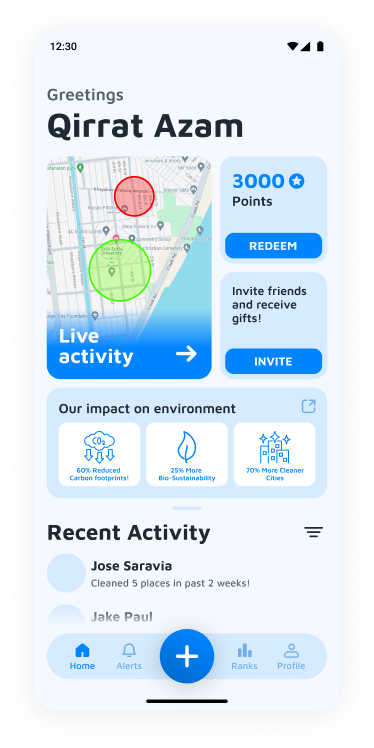 12:30
Greetings
Qirrat Azam
Live
activity
3000
Points
REDEEM
Invite friends
and receive
gifts!
INVITE
Our impact on environment
CO2
60% Reduced
Carbon footprints!
25% More
Bio-Sustainability
70% More Cleaner
Cities
Recent Activity
Jose Saravia
Cleaned 5 places in past 2 weeks!
Jake Paul
Home
Alerts
Ranks
Profile